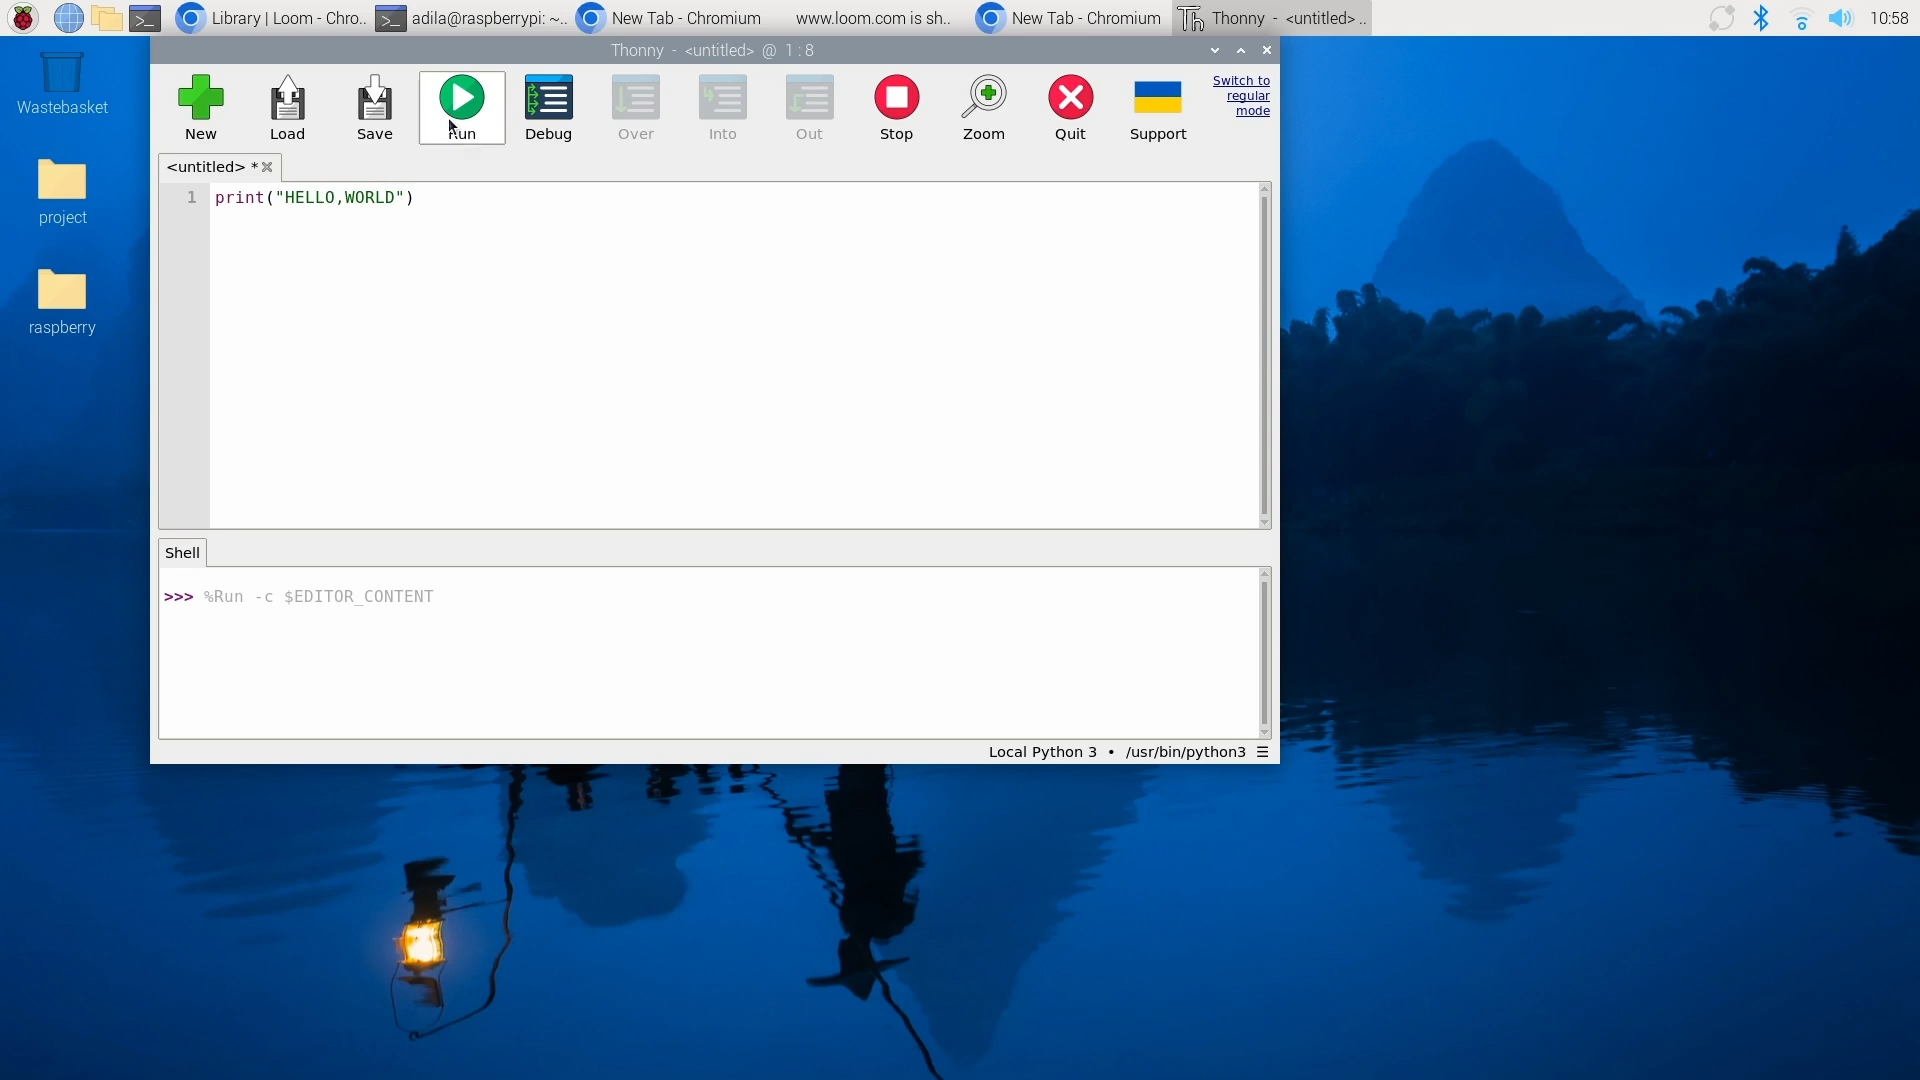 Library | Loom - Chro..
adila@raspberrypi: ~..
New Tab - Chromium
www.loom.com is sh..
New Tab - Chromium
Thonny - <untitled> ..
10:58
Thonny - <untitled> @ 1 : 8
Wastebasket
project
raspberry
New
Load
Save
Run
Debug
Over
Into
Out
Stop
Zoom
Quit
Support
Switch to
regular
mode
<untitled> *
1 print("HELLO,WORLD")
Shell
>>> %Run -c $EDITOR_CONTENT
Local Python 3 • /usr/bin/python3